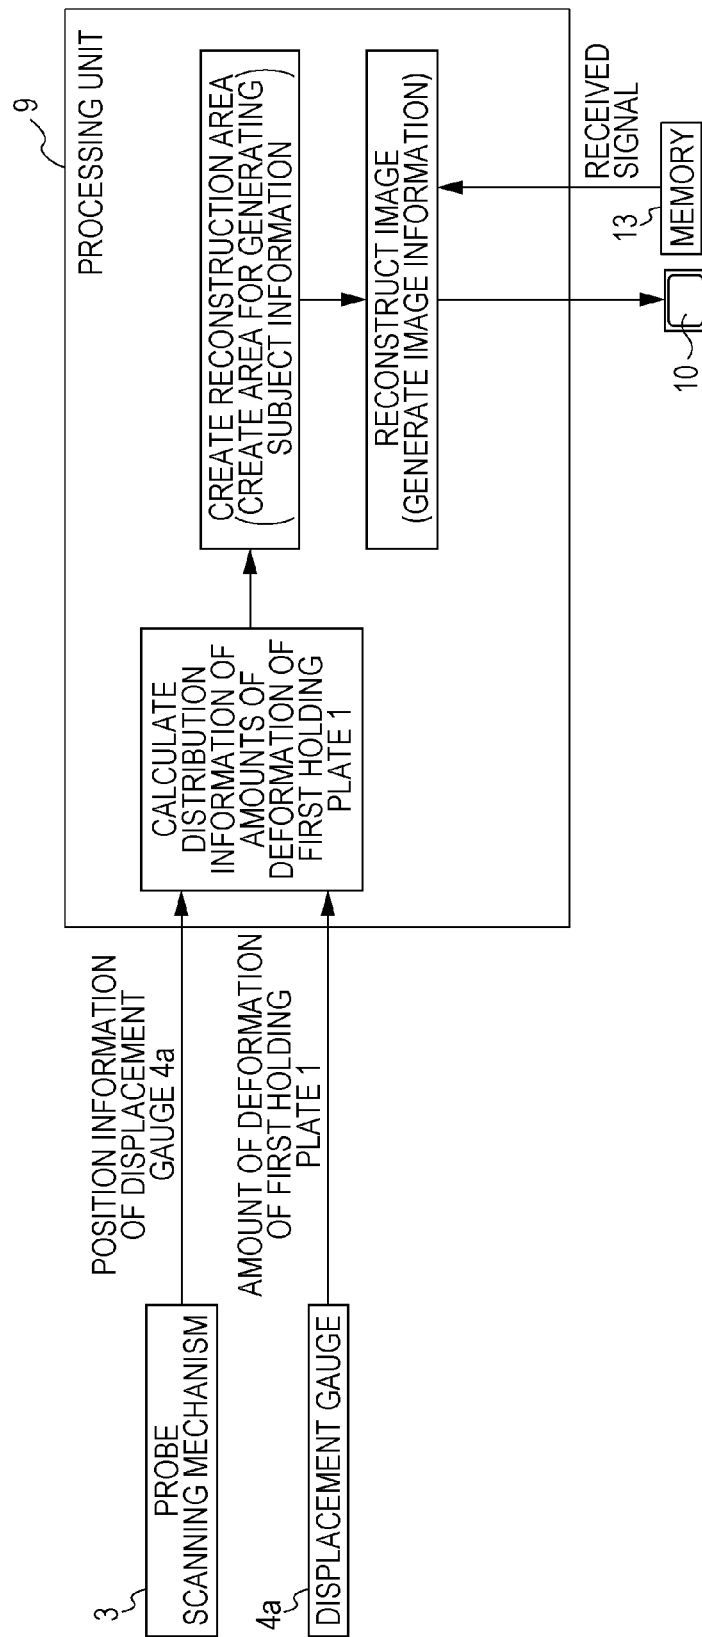 3
PROBE
SCANNING MECHANISM
POSITION INFORMATION
OF DISPLACEMENT
GAUGE 4a
4a
DISPLACEMENT GAUGE
AMOUNT OF DEFORMATION
OF FIRST HOLDING
PLATE 1
9
PROCESSING UNIT
CALCULATE
DISTRIBUTION
INFORMATION OF
AMOUNTS OF
DEFORMATION OF
FIRST HOLDING
PLATE 1
CREATE RECONSTRUCTION AREA
(CREATE AREA FOR GENERATING
SUBJECT INFORMATION)
RECONSTRUCT IMAGE
(GENERATE IMAGE INFORMATION)
RECEIVED
SIGNAL
10
13
MEMORY